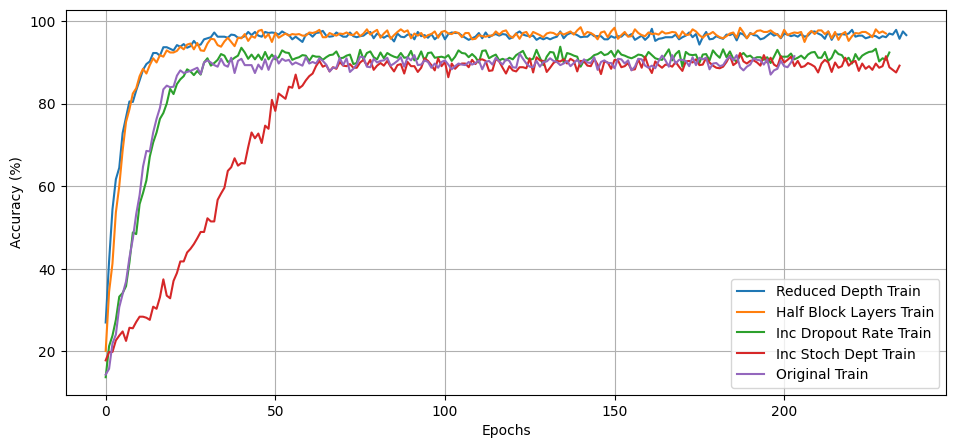 100
80
60
40
20
0
50
100
150
200
Accuracy (%)
Epochs
Reduced Depth Train
Half Block Layers Train
Inc Dropout Rate Train
Inc Stoch Dept Train
Original Train